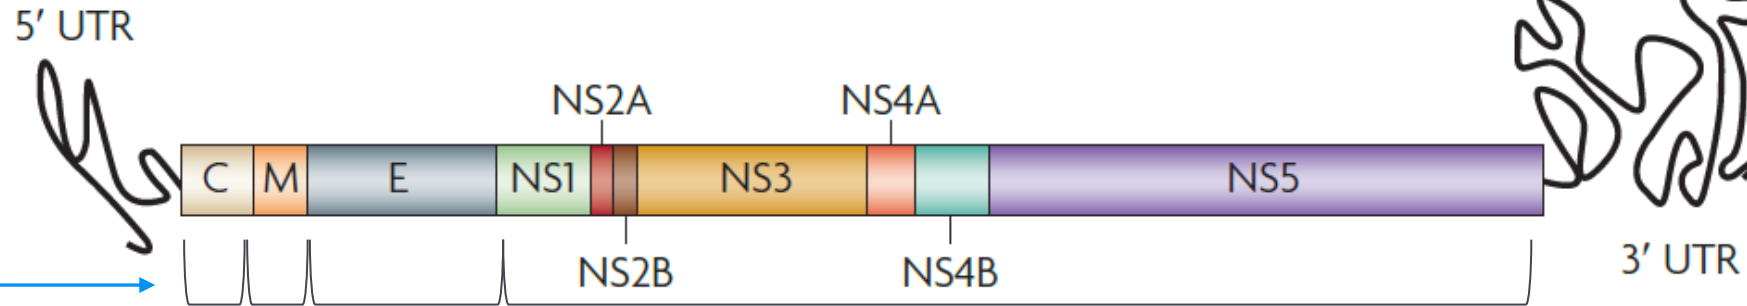 5′ UTR
NS2A
NS4A
C
M
E
NS1
NS3
NS5
NS2B
NS4B
3′ UTR